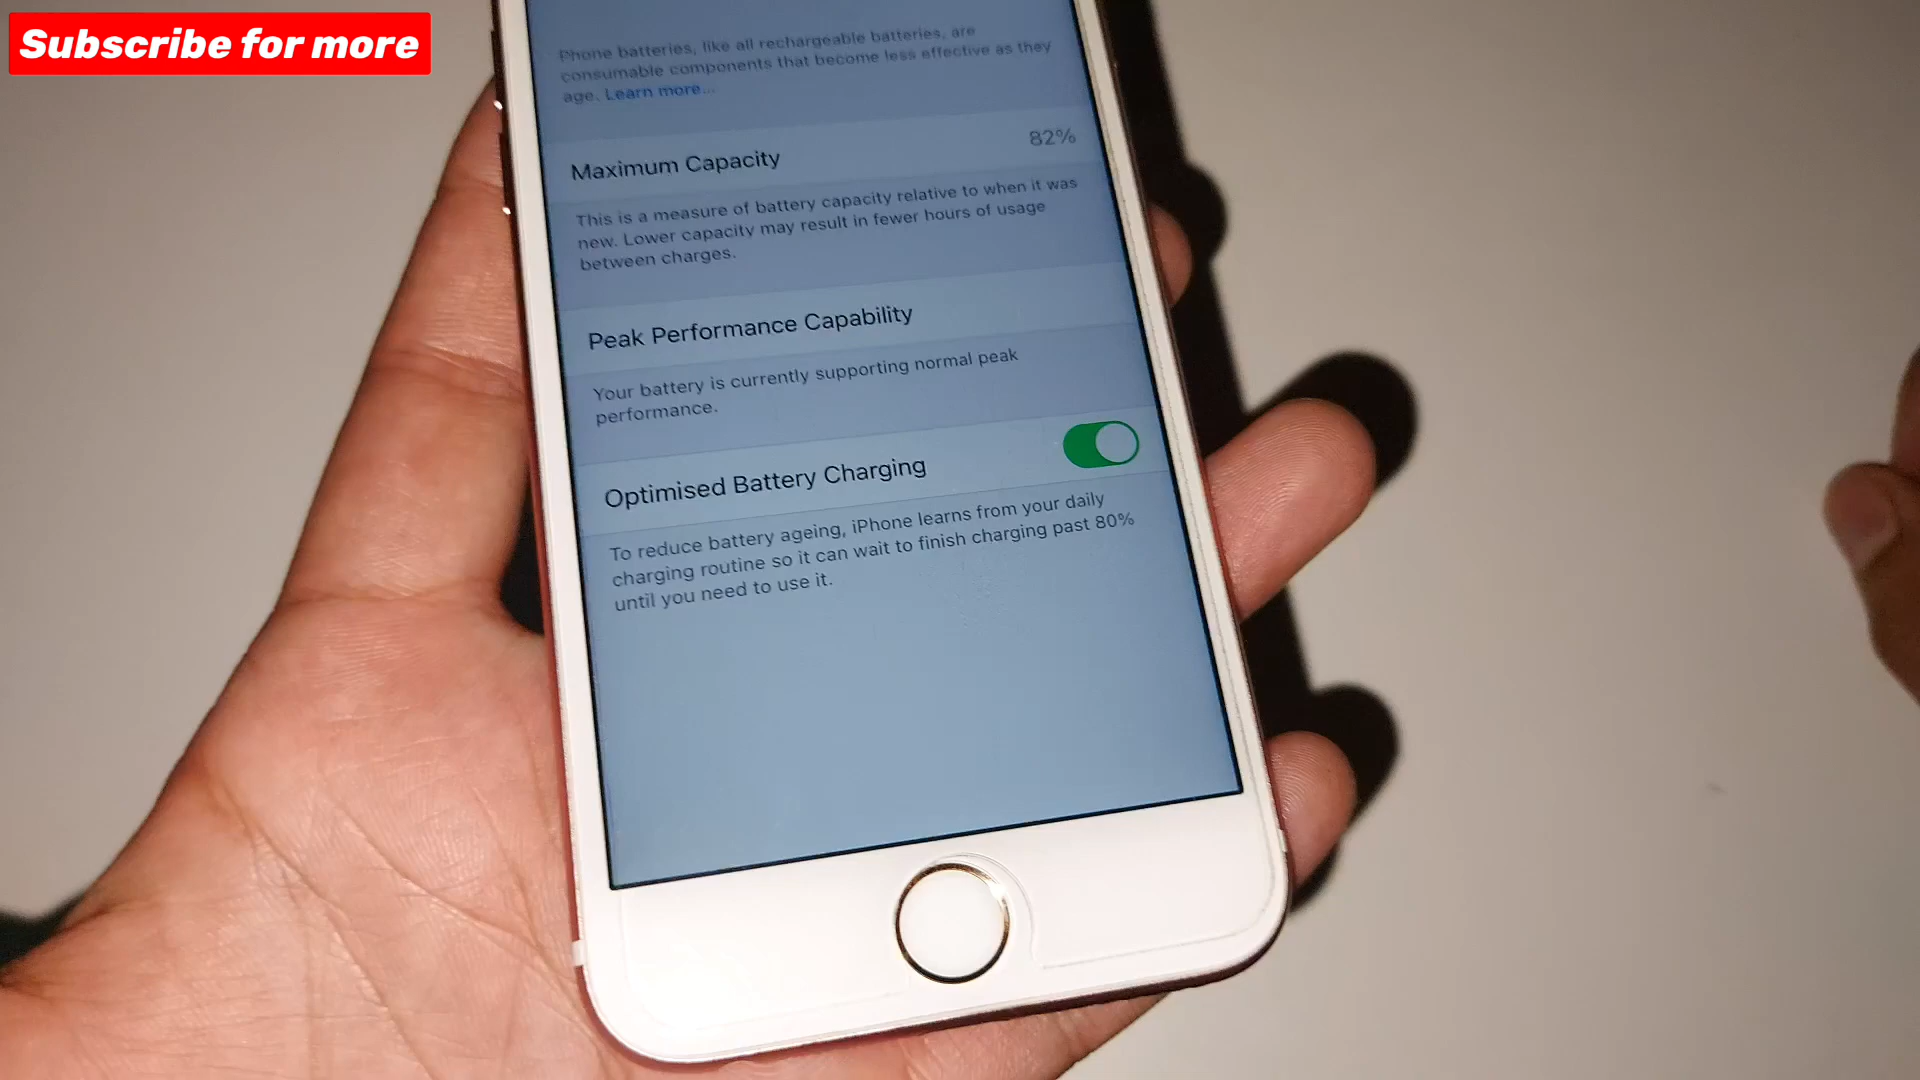 Subscribe for more
Phone batteries, like all rechargeable batteries, are
consumable components that become less effective as they
age. Learn more...
Maximum Capacity 82%
This is a measure of battery capacity relative to when it was
new. Lower capacity may result in fewer hours of usage
between charges.
Peak Performance Capability
Your battery is currently supporting normal peak
performance.
Optimised Battery Charging
To reduce battery ageing, iPhone learns from your daily
charging routine so it can wait to finish charging past 80%
until you need to use it.